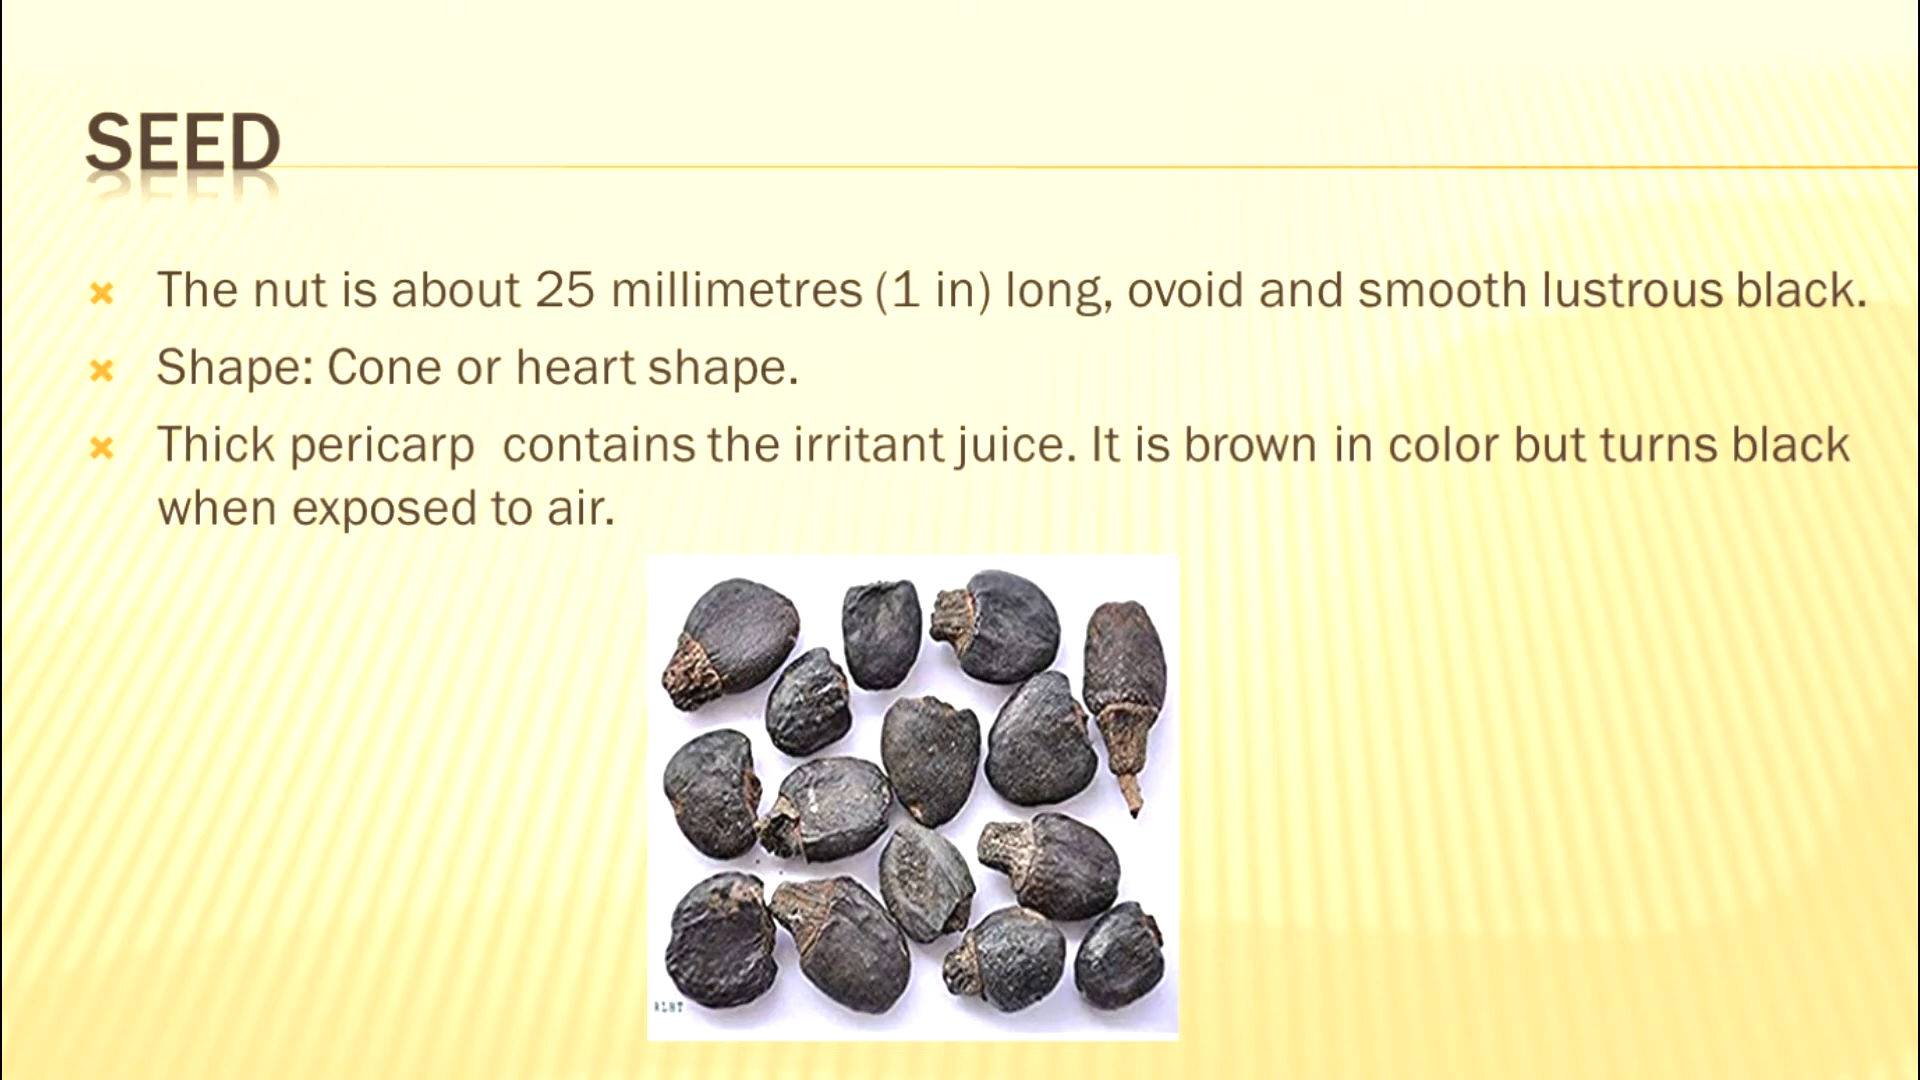 SEED
The nut is about 25 millimetres (1 in) long, ovoid and smooth lustrous black.
Shape: Cone or heart shape.
Thick pericarp contains the irritant juice. It is brown in color but turns black
when exposed to air.